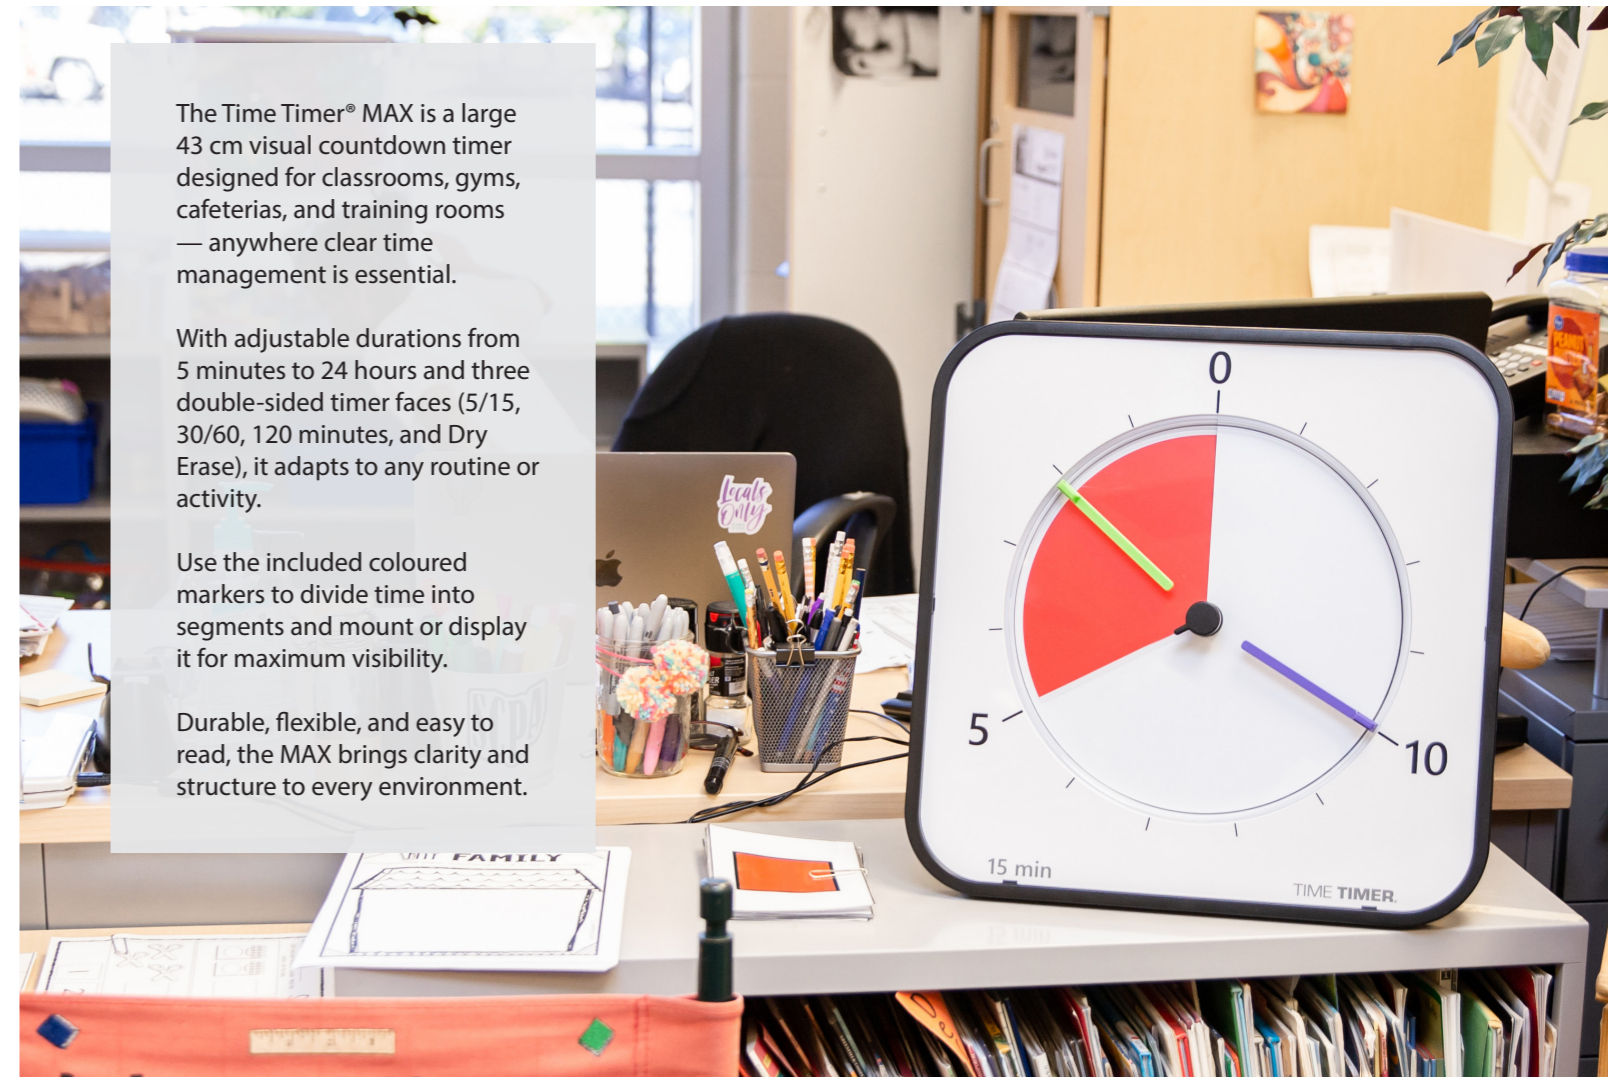 The Time Timer® MAX is a large
43 cm visual countdown timer
designed for classrooms, gyms,
cafeterias, and training rooms
— anywhere clear time
management is essential.
With adjustable durations from
5 minutes to 24 hours and three
double-sided timer faces (5/15,
30/60, 120 minutes, and Dry
Erase), it adapts to any routine or
activity.
Use the included coloured
markers to divide time into
segments and mount or display
it for maximum visibility.
Durable, flexible, and easy to
read, the MAX brings clarity and
structure to every environment.
Locals
Only
0
5
10
15 min
TIME TIMER.
PEANUT
FAMILY